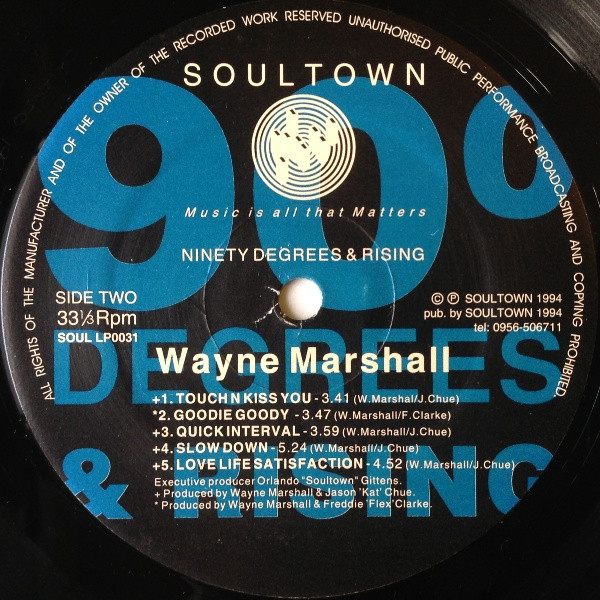 ALL RIGHTS OF THE MANUFACTURER AND OF THE OWNER OF THE RECORDED WORK RESERVED UNAUTHORISED PUBLIC PERFORMANCE BROADCASTING AND COPYING PROHIBITED.
90°
DEGREES
& RISING
SOULTOWN
Music is all that Matters
NINETY DEGREES & RISING
SIDE TWO
33⅓Rpm
SOUL LP0031
© ℗ SOULTOWN 1994
pub. by SOULTOWN 1994
tel: 0956-506711
Wayne Marshall
+1. TOUCH N KISS YOU - 3.41 (W.Marshal/J.Chue)
*2. GOODIE GOODY - 3.47 (W.Marshall/F.Clarke)
+3. QUICK INTERVAL - 3.59 (W.Marshall/J.Chue)
+4. SLOW DOWN - 5.24 (W.Marshall/J.Chue)
+5. LOVE LIFE SATISFACTION - 4.52 (W.Marshall/J.Chue)
Executive producer Orlando "Soultown" Gittens.
+ Produced by Wayne Marshall & Jason 'Kat' Chue.
* Produced by Wayne Marshall & Freddie 'Flex'Clarke.